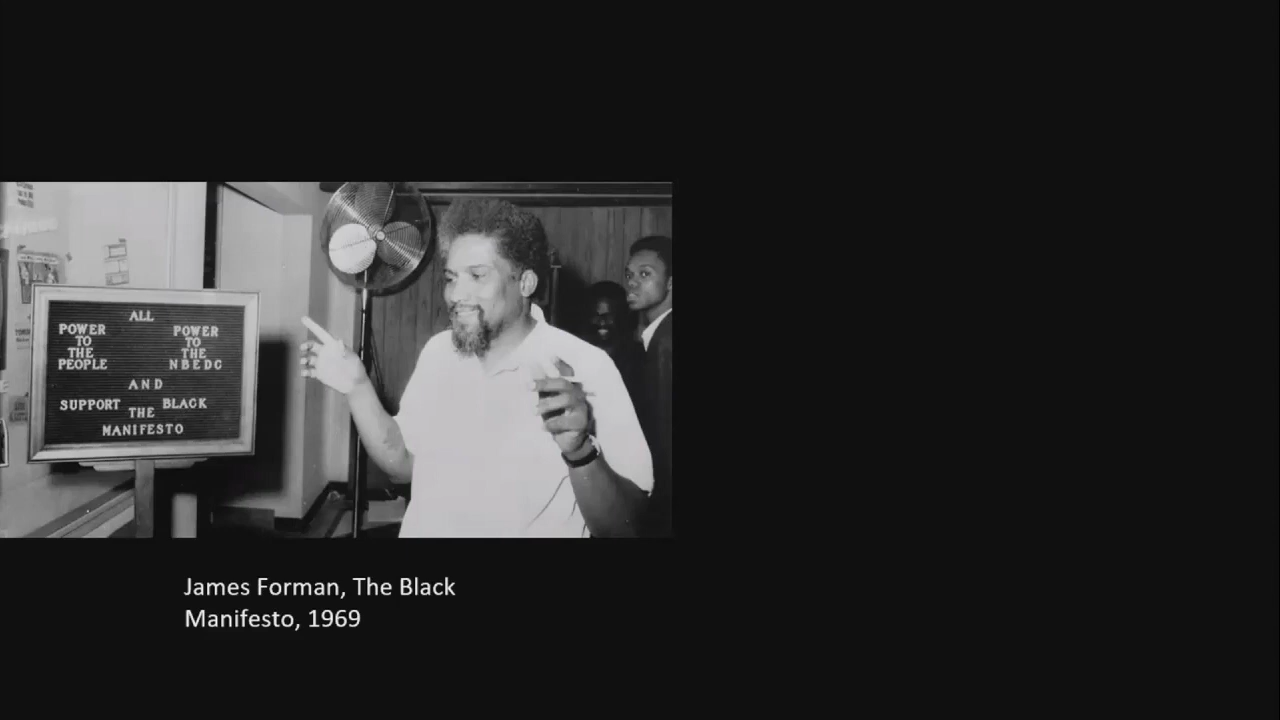 ALL
POWER POWER
TO TO
THE THE
PEOPLE NBEDC
AND
SUPPORT BLACK
THE
MANIFESTO
James Forman, The Black
Manifesto, 1969